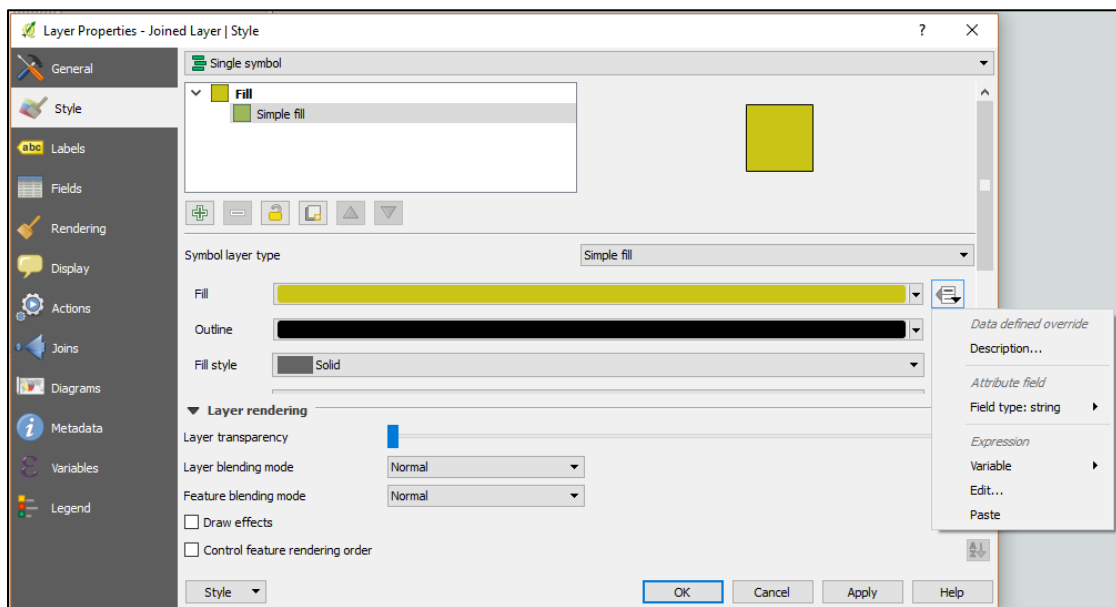 Layer Properties - Joined Layer | Style
?
General
Style
abc Labels
Fields
Rendering
Display
Actions
Joins
Diagrams
Metadata
Variables
Legend
Single symbol
Fill
Simple fill
Symbol layer type
Simple fill
Fill
Outline
Fill style
Solid
Layer rendering
Layer transparency
Layer blending mode
Normal
Feature blending mode
Normal
Draw effects
Control feature rendering order
Style
OK
Cancel
Apply
Help
Data defined override
Description...
Attribute field
Field type: string
Expression
Variable
Edit...
Paste